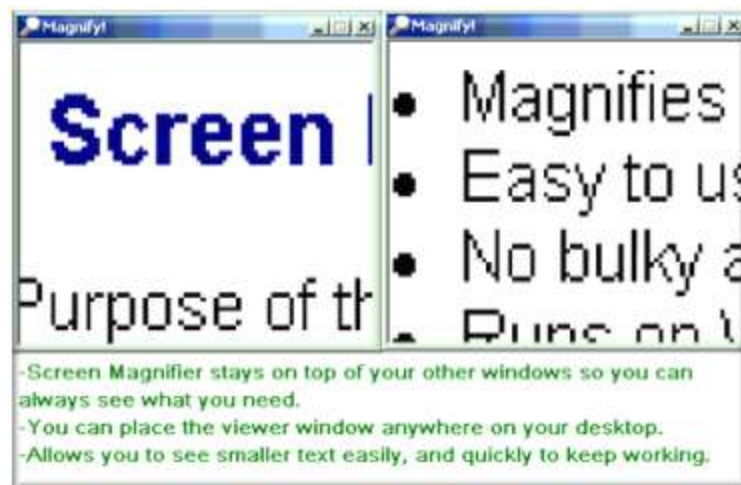 Magnify!
Screen
Purpose of th
Magnify!
• Magnifies
• Easy to us
• No bulky a
• Runs on
-Screen Magnifier stays on top of your other windows so you can
always see what you need.
-You can place the viewer window anywhere on your desktop.
-Allows you to see smaller text easily, and quickly to keep working.